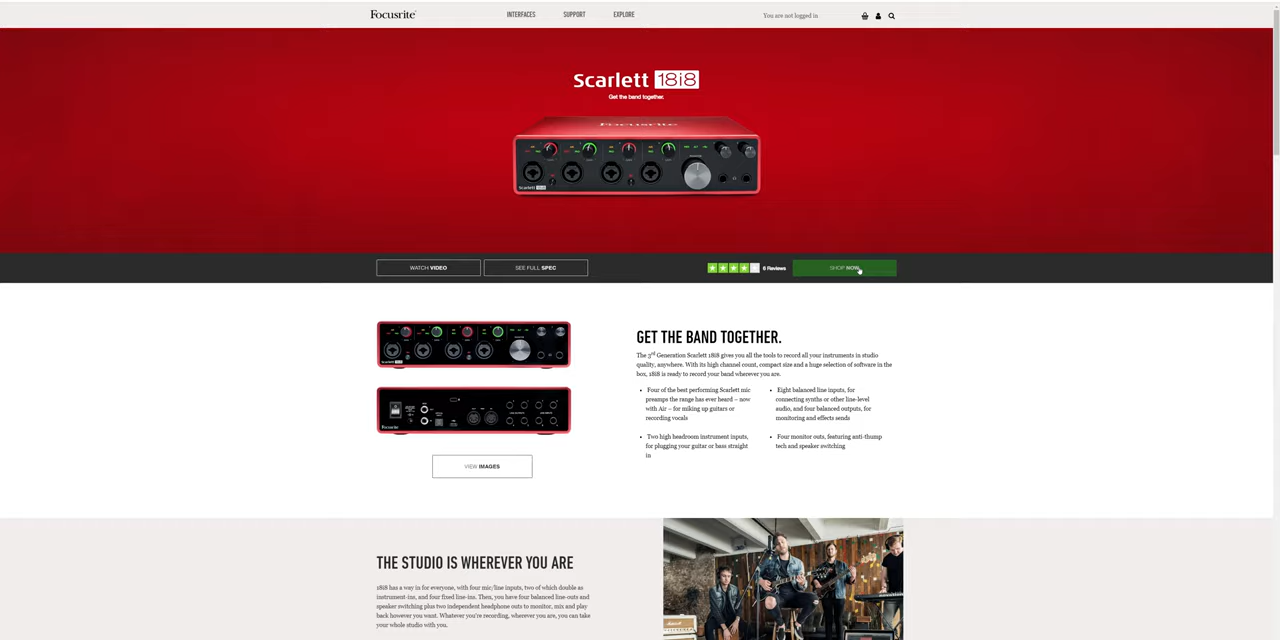 Focusrite
INTERFACES
SUPPORT
EXPLORE
You are not logged in
Scarlett 18i8
Get the band together.
Focusrite
Scarlett 18i8
WATCH VIDEO
SEE FULL SPEC
6 Reviews
SHOP NOW
GET THE BAND TOGETHER.
The 3rd Generation Scarlett 18i8 gives you all the tools to record all your instruments in studio
quality, anywhere. With its high channel count, compact size and a huge selection of software in the
box, 18i8 is ready to record your band wherever you are.
• Four of the best performing Scarlett mic
preamps the range has ever heard – now
with Air – for miking up guitars or
recording vocals
• Two high headroom instrument inputs,
for plugging your guitar or bass straight
in
• Eight balanced line inputs, for
connecting synths or other line-level
audio, and four balanced outputs, for
monitoring and effects sends
• Four monitor outs, featuring anti-thump
tech and speaker switching
VIEW IMAGES
THE STUDIO IS WHEREVER YOU ARE
18i8 has a way in for everyone, with four mic/line inputs, two of which double as
instrument-ins, and four fixed line-ins. Then, you have four balanced line-outs and
speaker switching plus two independent headphone outs to monitor, mix and play
back however you want. Whatever you're recording, wherever you are, you can take
your whole studio with you.